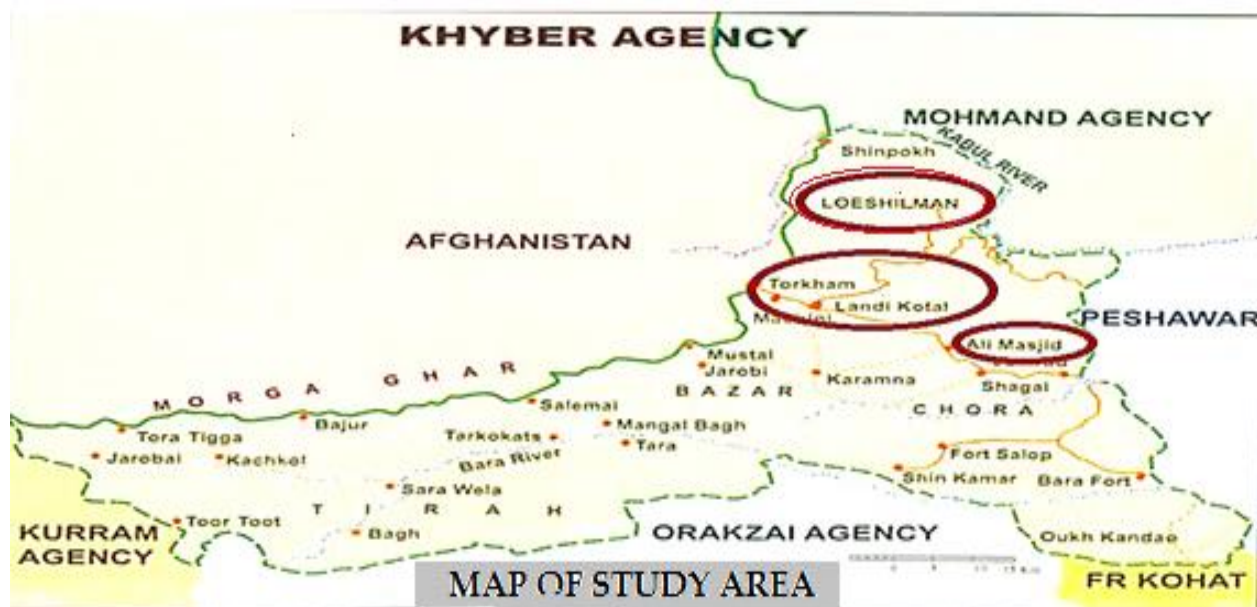 KHYBER AGENCY
MOHMAND AGENCY
KABUL RIVER
Shinpokh
LOESHILMAN
AFGHANISTAN
Torkham
Landi Kotal
PESHAWAR
Ali Masjid
Mustal
Jarobi
Karamna
Shagai
MORGA GHAR
BAZAR
CHORA
Salemai
Bajur
Mangal Bagh
Tora Tigga
Tarkokats
Tara
Jarobai
Kachkol
Bara River
Fort Salop
Sara Wela
Shin Kamar
Bara Fort
TIRAH
Toor Toot
Bagh
KURRAM
AGENCY
ORAKZAI AGENCY
Oukh Kandao
MAP OF STUDY AREA
FR KOHAT